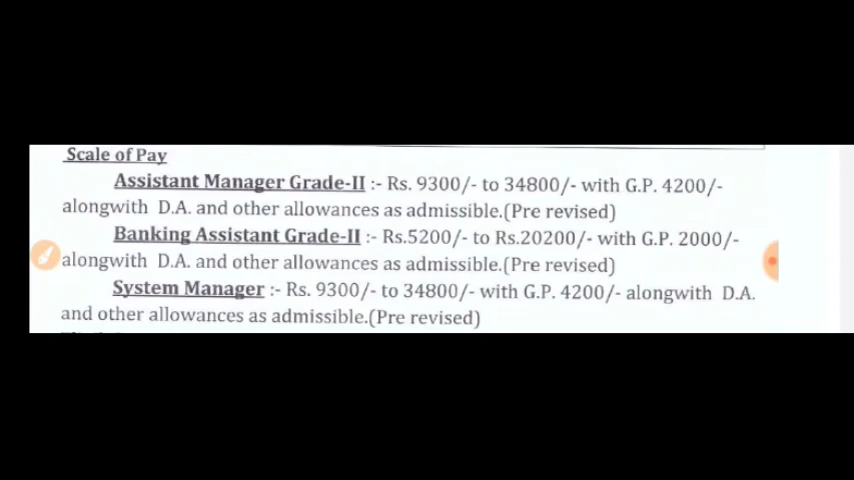 Scale of Pay
Assistant Manager Grade-II :- Rs. 9300/- to 34800/- with G.P. 4200/-
alongwith D.A. and other allowances as admissible.(Pre revised)
Banking Assistant Grade-II :- Rs.5200/- to Rs.20200/- with G.P. 2000/-
alongwith D.A. and other allowances as admissible.(Pre revised)
System Manager :- Rs. 9300/- to 34800/- with G.P. 4200/- alongwith D.A.
and other allowances as admissible.(Pre revised)